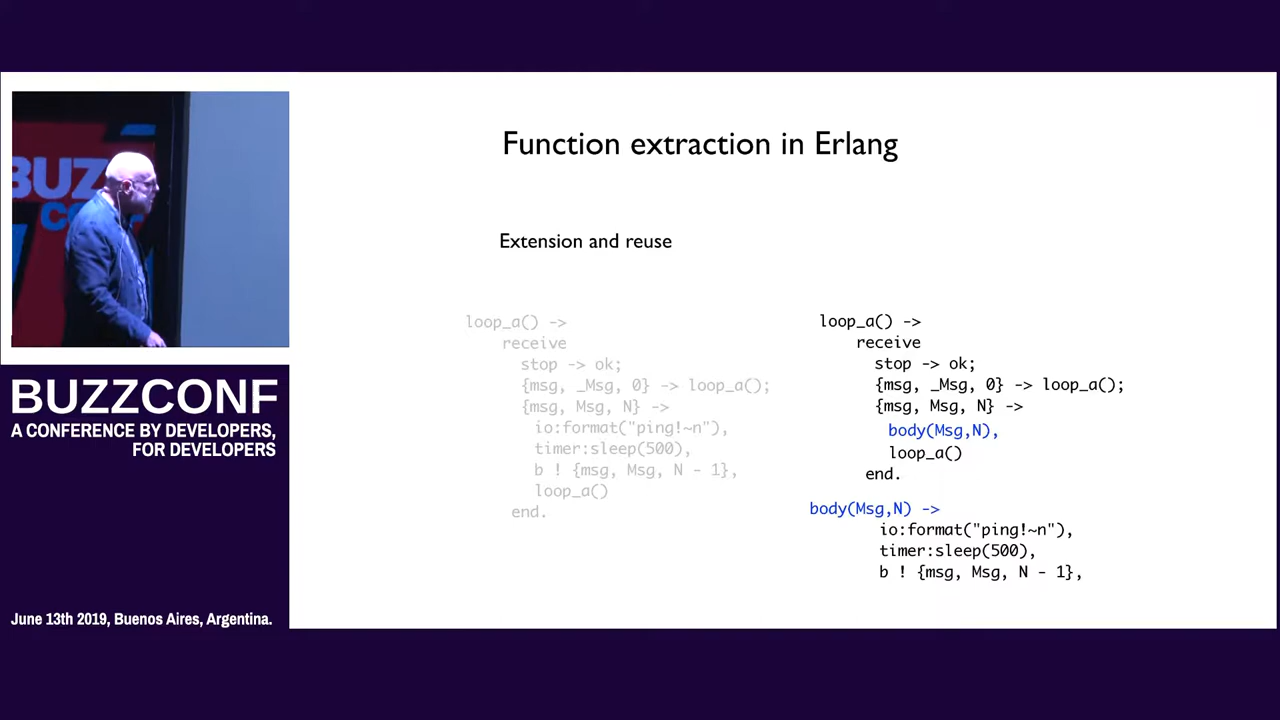 BUZZ
Function extraction in Erlang
Extension and reuse
loop_a() ->
receive
stop -> ok;
{msg, _Msg, 0} -> loop_a();
{msg, Msg, N} ->
io:format("ping!~n"),
timer:sleep(500),
b ! {msg, Msg, N - 1},
loop_a()
end.
loop_a() ->
receive
stop -> ok;
{msg, _Msg, 0} -> loop_a();
{msg, Msg, N} ->
body(Msg,N),
loop_a()
end.
body(Msg,N) ->
io:format("ping!~n"),
timer:sleep(500),
b ! {msg, Msg, N - 1},
BUZZCONF
A CONFERENCE BY DEVELOPERS,
FOR DEVELOPERS
June 13th 2019, Buenos Aires, Argentina.